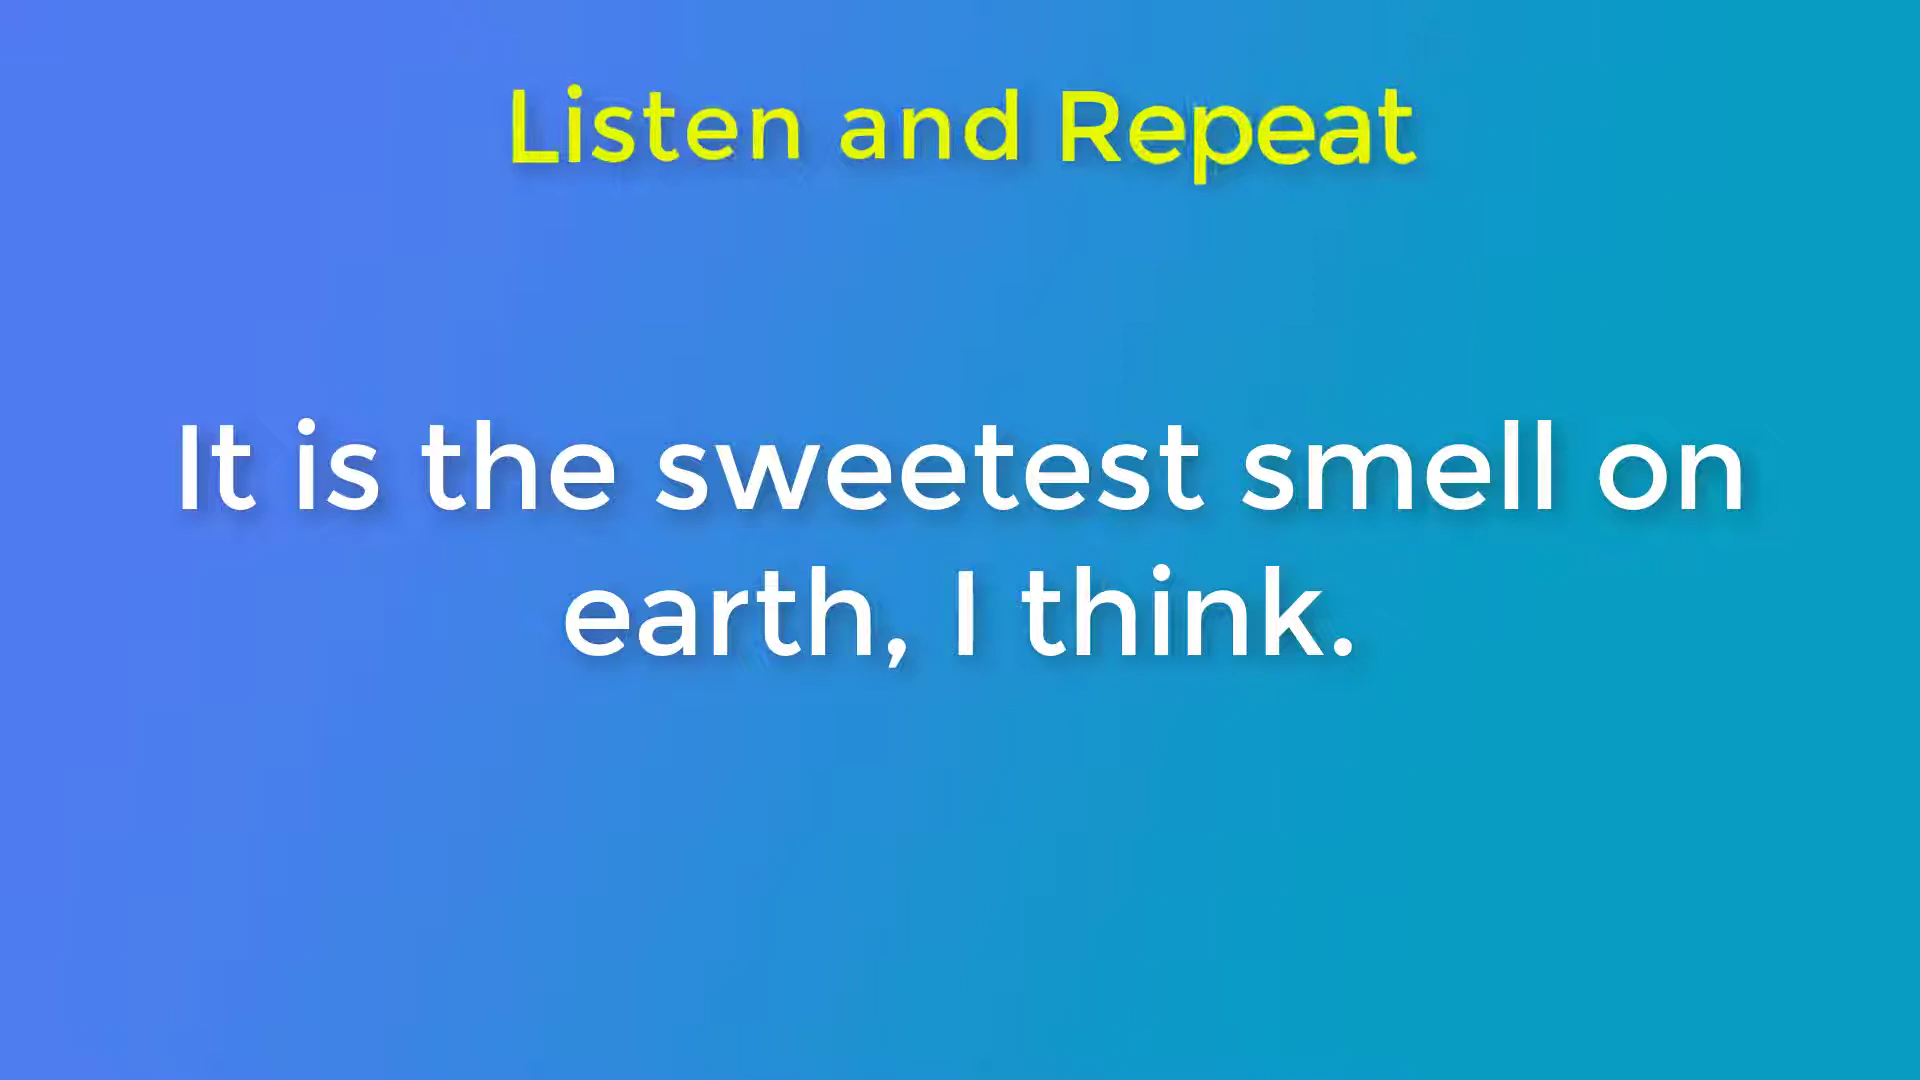 Listen and Repeat
It is the sweetest smell on
earth, I think.